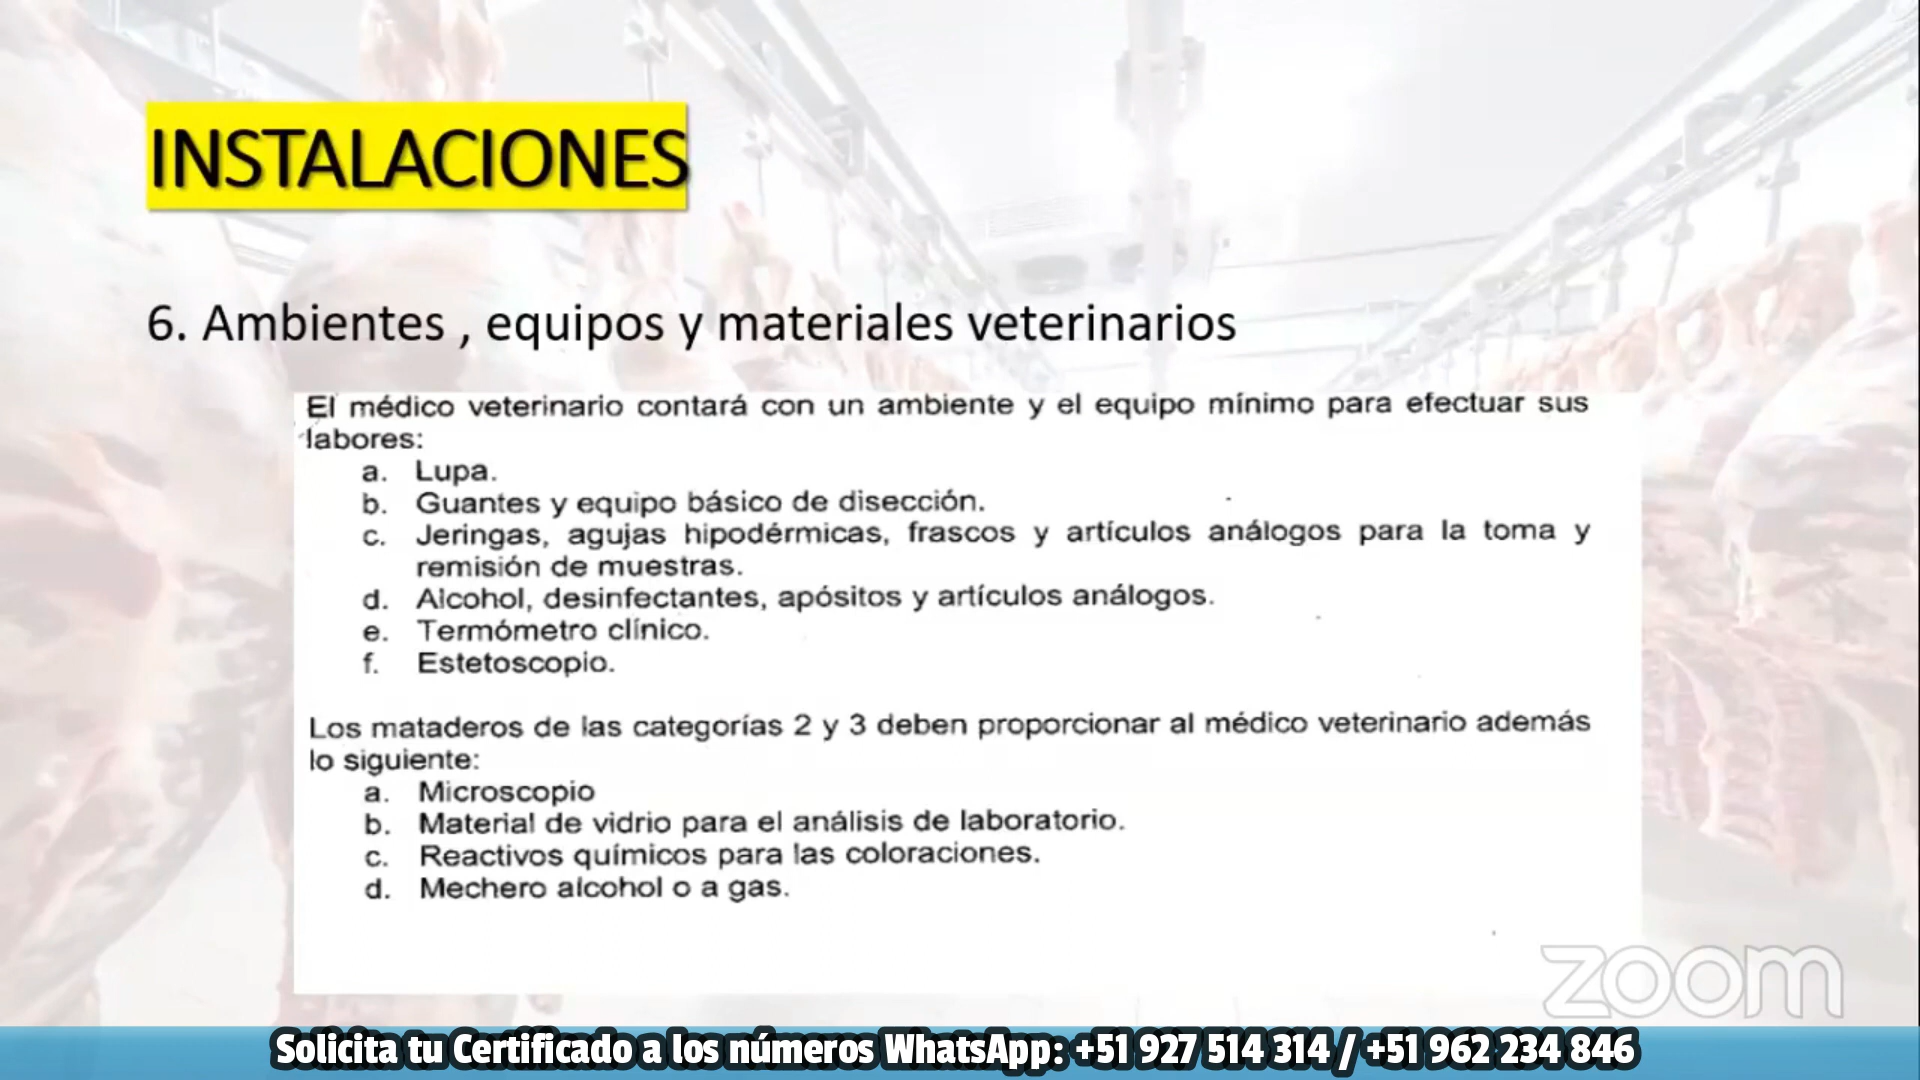 INSTALACIONES
6. Ambientes , equipos y materiales veterinarios
El médico veterinario contará con un ambiente y el equipo mínimo para efectuar sus
labores:
a. Lupa.
b. Guantes y equipo básico de disección.
c. Jeringas, agujas hipodérmicas, frascos y artículos análogos para la toma y
remisión de muestras.
d. Alcohol, desinfectantes, apósitos y artículos análogos.
e. Termómetro clínico.
f. Estetoscopio.
Los mataderos de las categorías 2 y 3 deben proporcionar al médico veterinario además
lo siguiente:
a. Microscopio
b. Material de vidrio para el análisis de laboratorio.
c. Reactivos químicos para las coloraciones.
d. Mechero alcohol o a gas.
zoom
Solicita tu Certificado a los números WhatsApp: +51 927 514 314 / +51 962 234 846